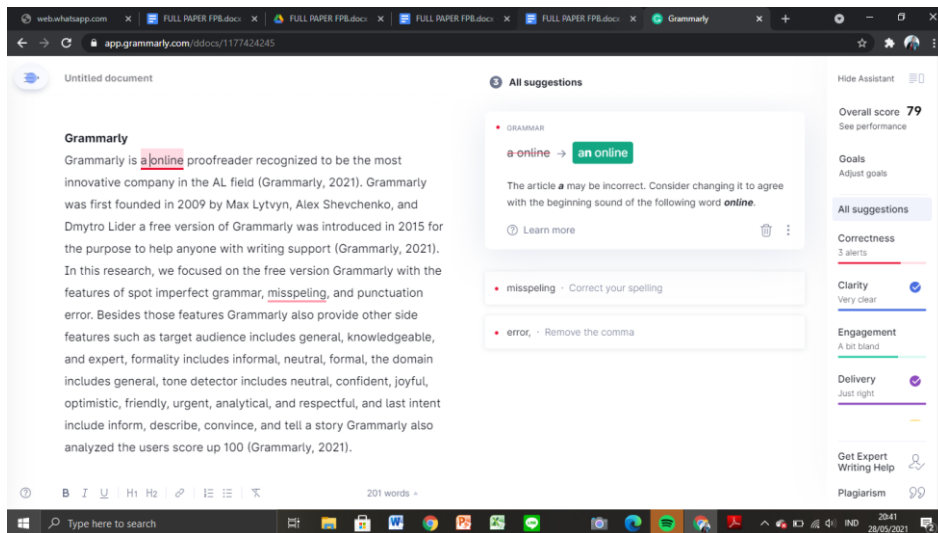 web.whatsapp.com
FULL PAPER FPB.docx
FULL PAPER FPB.docx
FULL PAPER FPB.docx
FULL PAPER FPB.docx
Grammarly
app.grammarly.com/ddocs/1177424245
Untitled document
Grammarly
Grammarly is a online proofreader recognized to be the most
innovative company in the AL field (Grammarly, 2021). Grammarly
was first founded in 2009 by Max Lytvyn, Alex Shevchenko, and
Dmytro Lider a free version of Grammarly was introduced in 2015 for
the purpose to help anyone with writing support (Grammarly, 2021).
In this research, we focused on the free version Grammarly with the
features of spot imperfect grammar, misspeling, and punctuation
error. Besides those features Grammarly also provide other side
features such as target audience includes general, knowledgeable,
and expert, formality includes informal, neutral, formal, the domain
includes general, tone detector includes neutral, confident, joyful,
optimistic, friendly, urgent, analytical, and respectful, and last intent
include inform, describe, convince, and tell a story Grammarly also
analyzed the users score up 100 (Grammarly, 2021).
B I U H1 H2
201 words
3 All suggestions
GRAMMAR
a online → an online
The article a may be incorrect. Consider changing it to agree
with the beginning sound of the following word online.
Learn more
misspeling · Correct your spelling
error, · Remove the comma
Hide Assistant
Overall score 79
See performance
Goals
Adjust goals
All suggestions
Correctness
3 alerts
Clarity
Very clear
Engagement
A bit bland
Delivery
Just right
Get Expert
Writing Help
Plagiarism
Type here to search
IND
20:41
28/05/2021